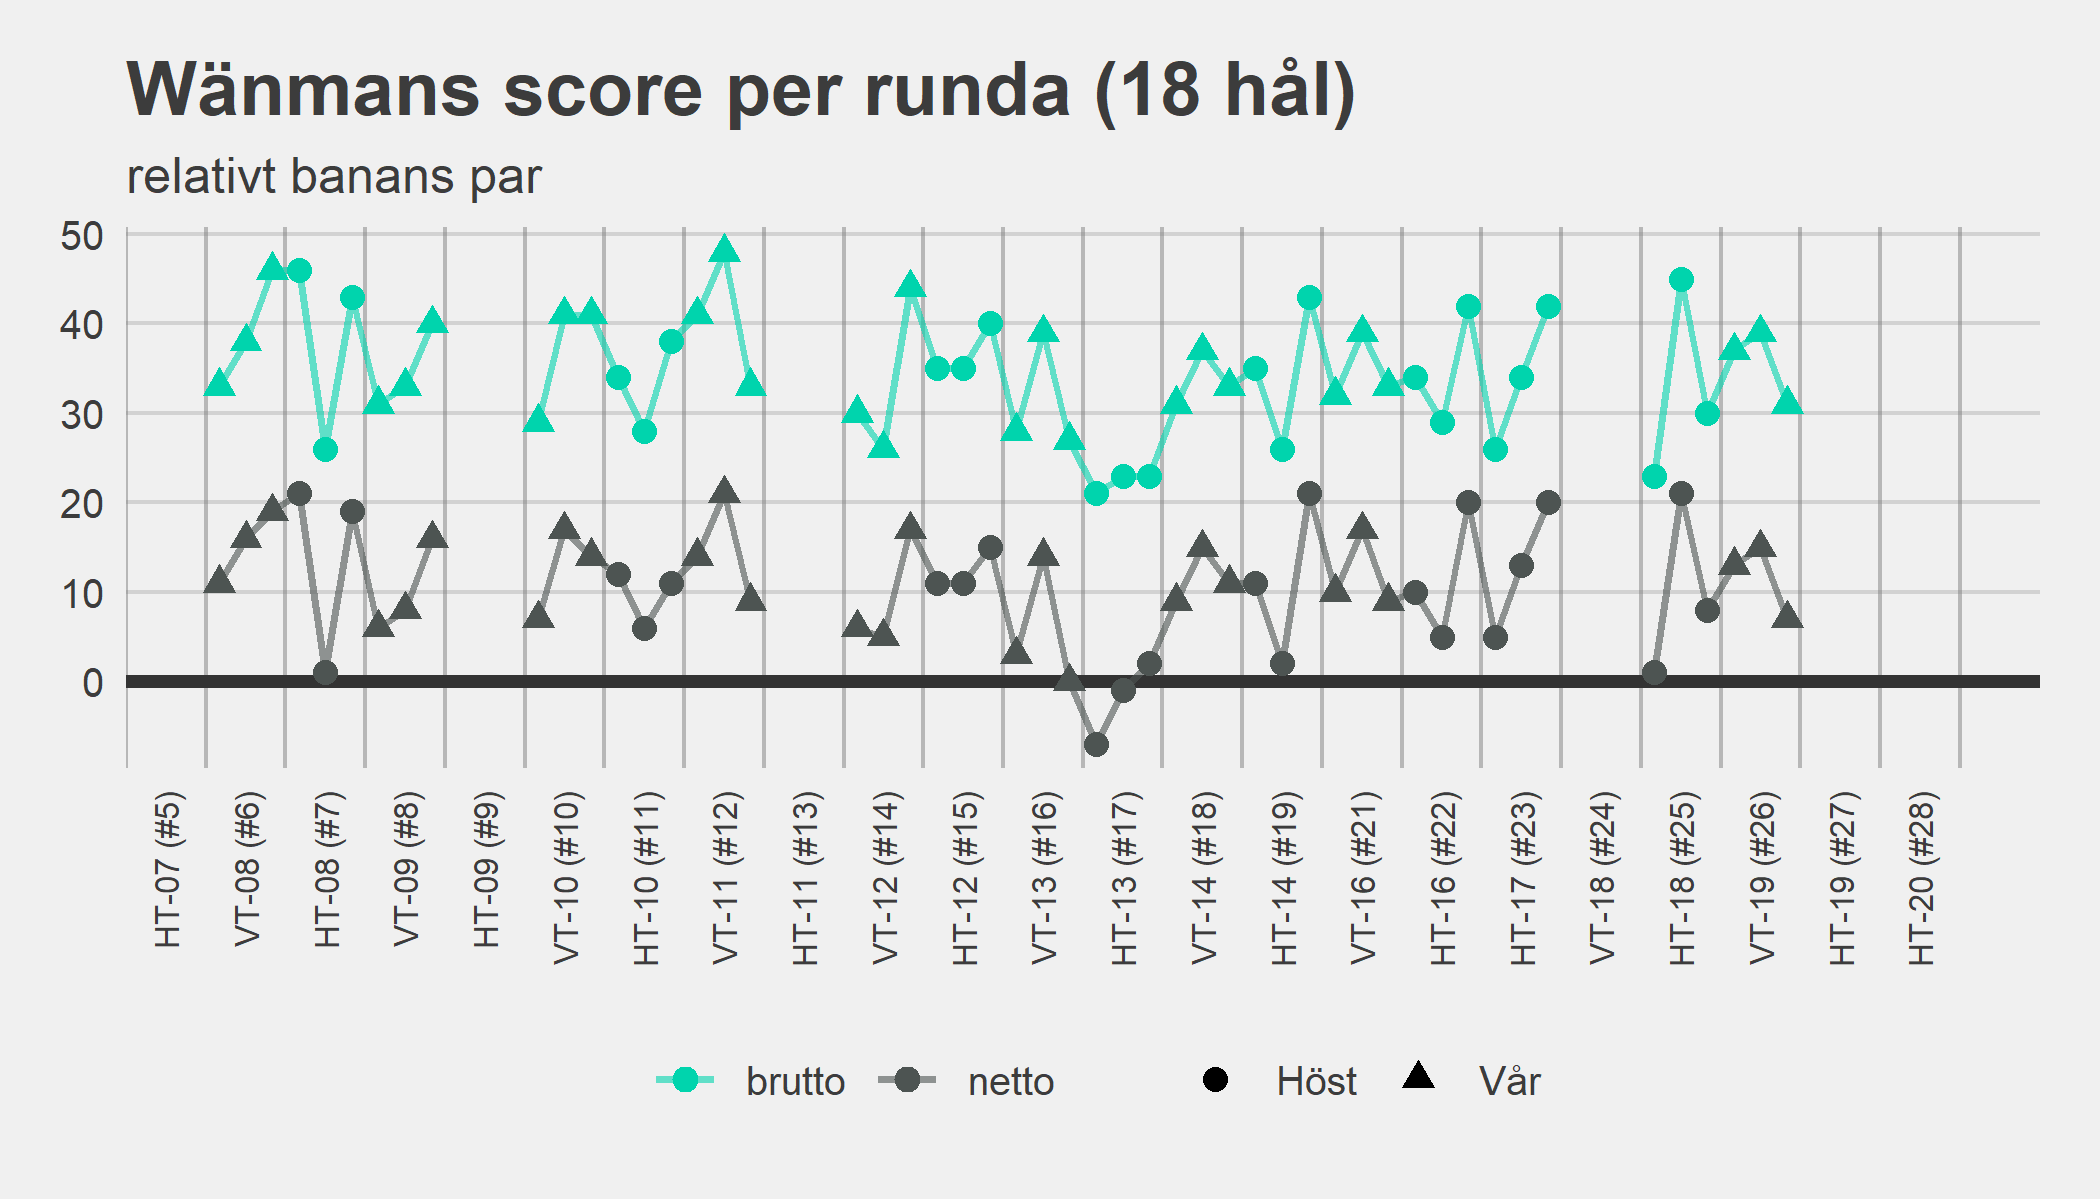 Wänmans score per runda (18 hål)
relativt banans par
50
40
30
20
10
0
HT-07 (#5)
VT-08 (#6)
HT-08 (#7)
VT-09 (#8)
HT-09 (#9)
VT-10 (#10)
HT-10 (#11)
VT-11 (#12)
HT-11 (#13)
VT-12 (#14)
HT-12 (#15)
VT-13 (#16)
HT-13 (#17)
VT-14 (#18)
HT-14 (#19)
VT-16 (#21)
HT-16 (#22)
HT-17 (#23)
VT-18 (#24)
HT-18 (#25)
VT-19 (#26)
HT-19 (#27)
HT-20 (#28)
brutto netto Höst Vår